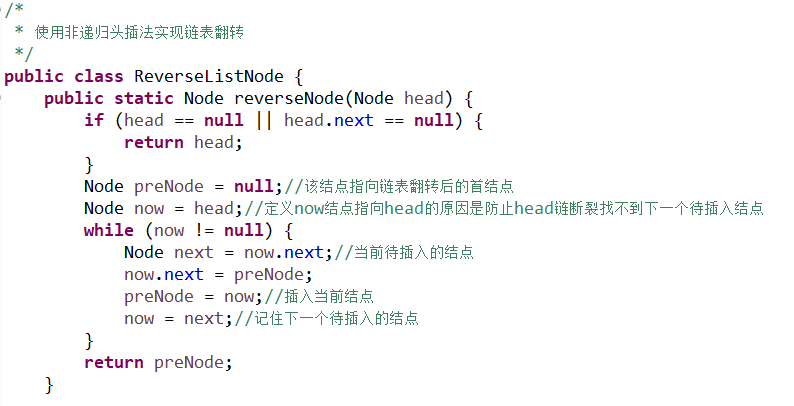 /*
 * 使用非递归头插法实现链表翻转
 */
public class ReverseListNode {
    public static Node reverseNode(Node head) {
        if (head == null || head.next == null) {
            return head;
        }
        Node preNode = null;//该结点指向链表翻转后的首结点
        Node now = head;//定义now结点指向head的原因是防止head链断裂找不到下一个待插入结点
        while (now != null) {
            Node next = now.next;//当前待插入的结点
            now.next = preNode;
            preNode = now;//插入当前结点
            now = next;//记住下一个待插入的结点
        }
        return preNode;
    }